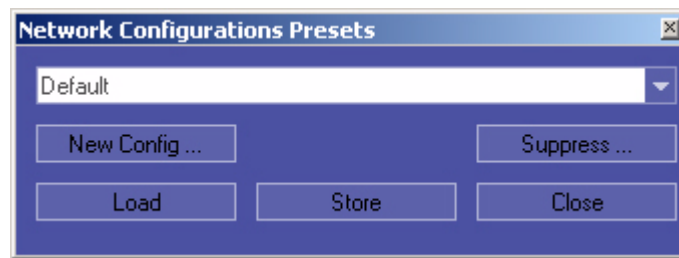 Network Configurations Presets
Default
New Config ... Suppress ...
Load Store Close